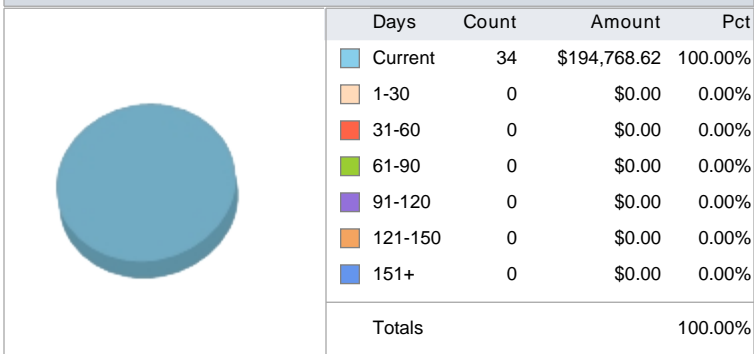 Days Count Amount Pct
Current 34 $194,768.62 100.00%
1-30 0 $0.00 0.00%
31-60 0 $0.00 0.00%
61-90 0 $0.00 0.00%
91-120 0 $0.00 0.00%
121-150 0 $0.00 0.00%
151+ 0 $0.00 0.00%
Totals 100.00%